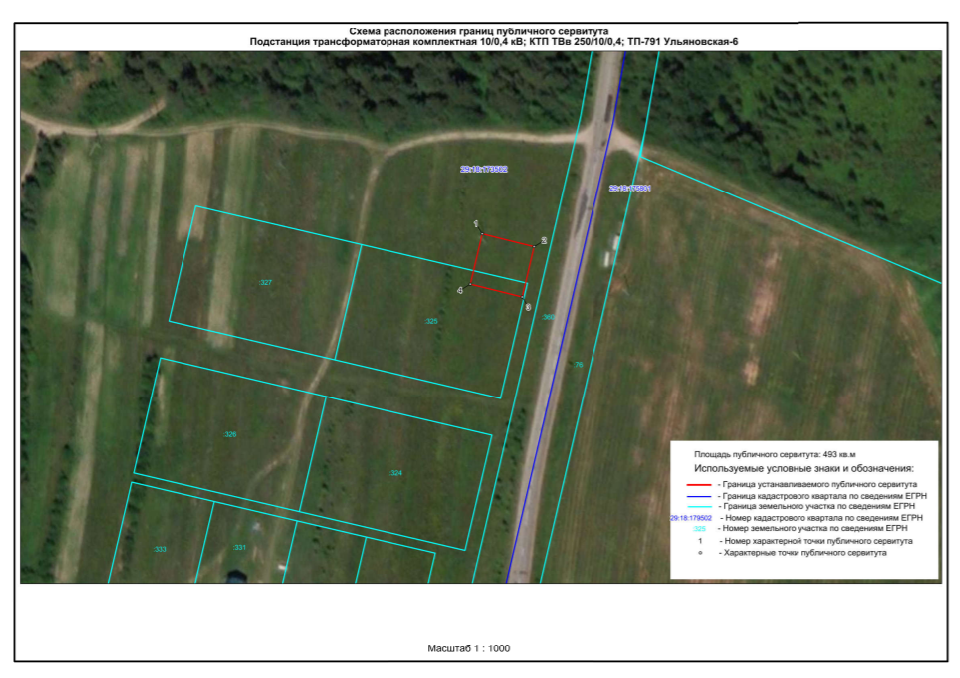 Схема расположения границ публичного сервитута
Подстанция трансформаторная комплектная 10/0,4 кВ; КТП ТВв 250/10/0,4; ТП-791 Ульяновская-6
29:18:175801
1
2
:327
4
3
:325
:360
:76
:326
:324
:333
:331
Площадь публичного сервитута: 493 кв.м
Используемые условные знаки и обозначения:
- Граница устанавливаемого публичного сервитута
- Граница кадастрового квартала по сведениям ЕГРН
- Граница земельного участка по сведениям ЕГРН
29:18:179502 - Номер кадастрового квартала по сведениям ЕГРН
:325 - Номер земельного участка по сведениям ЕГРН
1 - Номер характерной точки публичного сервитута
- Характерные точки публичного сервитута
Масштаб 1 : 1000